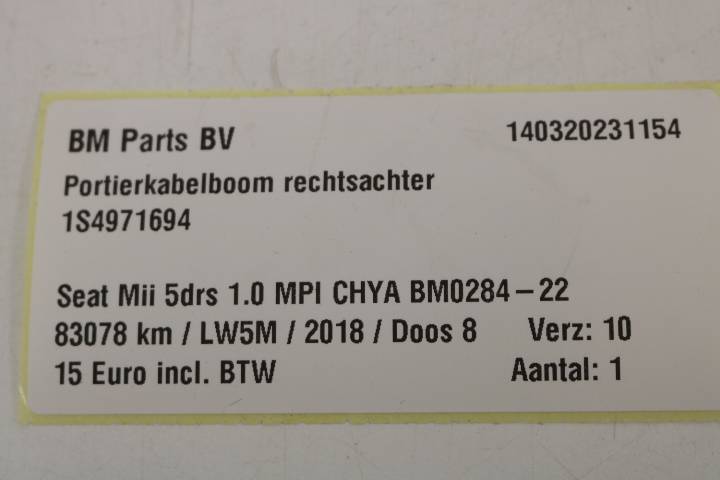 BM Parts BV 140320231154
Portierkabelboom rechtsachter
1S4971694
Seat Mii 5drs 1.0 MPI CHYA BM0284-22
83078 km / LW5M / 2018 / Doos 8 Verz: 10
15 Euro incl. BTW Aantal: 1